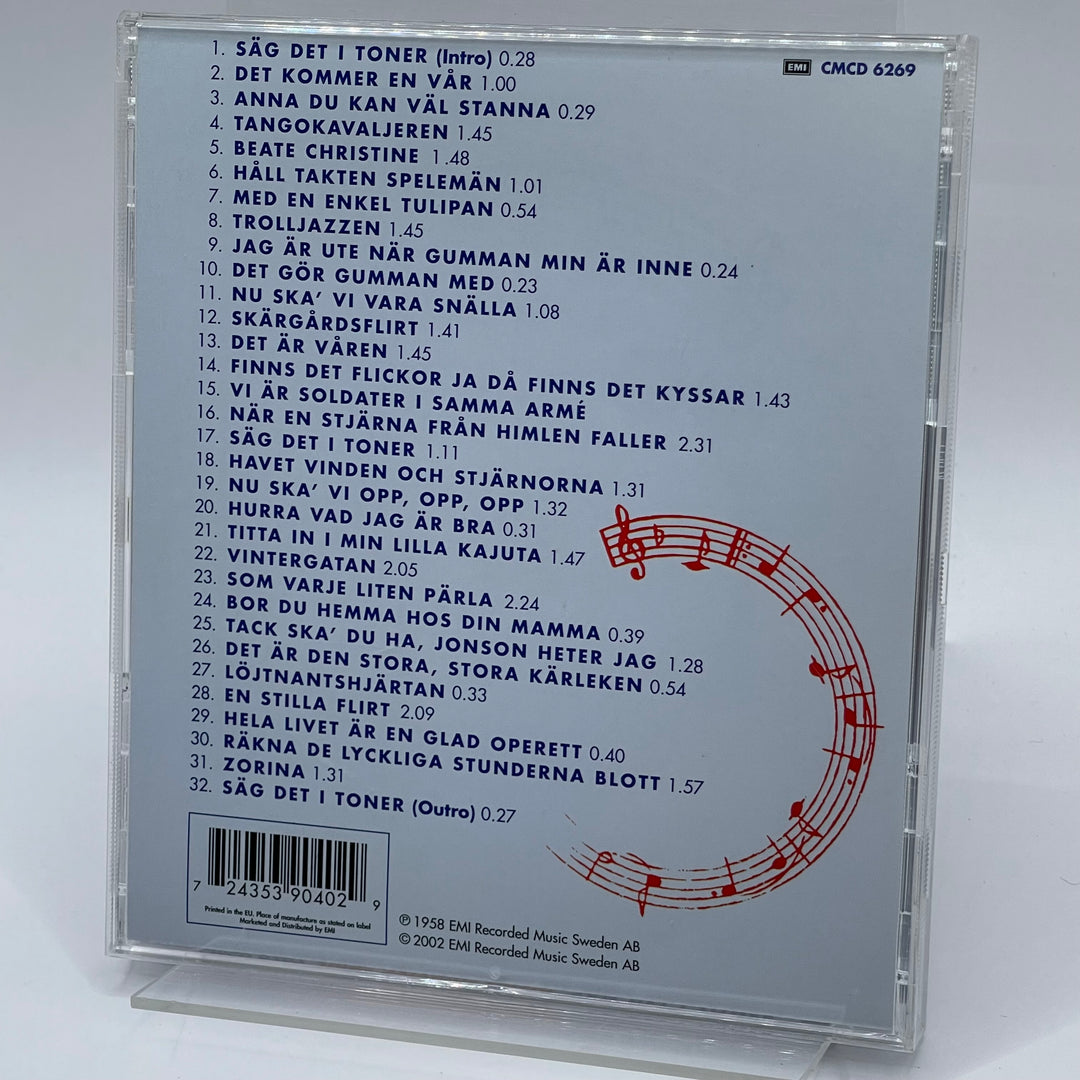 1. SÄG DET I TONER (Intro) 0.28
2. DET KOMMER EN VÅR 1.00
3. ANNA DU KAN VÄL STANNA 0.29
4. TANGOKAVALJEREN 1.45
5. BEATE CHRISTINE 1.48
6. HÅLL TAKTEN SPELEMÄN 1.01
7. MED EN ENKEL TULIPAN 0.54
8. TROLLJAZZEN 1.45
9. JAG ÄR UTE NÄR GUMMAN MIN ÄR INNE 0.24
10. DET GÖR GUMMAN MED 0.23
11. NU SKA’ VI VARA SNÄLLA 1.08
12. SKÄRGÅRDSFLIRT 1.41
13. DET ÄR VÅREN 1.45
14. FINNS DET FLICKOR JA DÅ FINNS DET KYSSAR 1.43
15. VI ÄR SOLDATER I SAMMA ARMÉ
16. NÄR EN STJÄRNA FRÅN HIMLEN FALLER 2.31
17. SÄG DET I TONER 1.11
18. HAVET VINDEN OCH STJÄRNORNA 1.31
19. NU SKA’ VI OPP, OPP, OPP 1.32
20. HURRA VAD JAG ÄR BRA 0.31
21. TITTA IN I MIN LILLA KAJUTA 1.47
22. VINTERGATAN 2.05
23. SOM VARJE LITEN PÄRLA 2.24
24. BOR DU HEMMA HOS DIN MAMMA 0.39
25. TACK SKA’ DU HA, JONSON HETER JAG 1.28
26. DET ÄR DEN STORA, STORA KÄRLEKEN 0.54
27. LÖJTNANTSHJÄRTAN 0.33
28. EN STILLA FLIRT 2.09
29. HELA LIVET ÄR EN GLAD OPERETT 0.40
30. RÄKNA DE LYCKLIGA STUNDERNA BLOTT 1.57
31. ZORINA 1.31
32. SÄG DET I TONER (Outro) 0.27
EMI CMCD 6269
7 24353 90402 9
Printed in the EU. Place of manufacture as stated on label
Marketed and Distributed by EMI
℗ 1958 EMI Recorded Music Sweden AB
© 2002 EMI Recorded Music Sweden AB